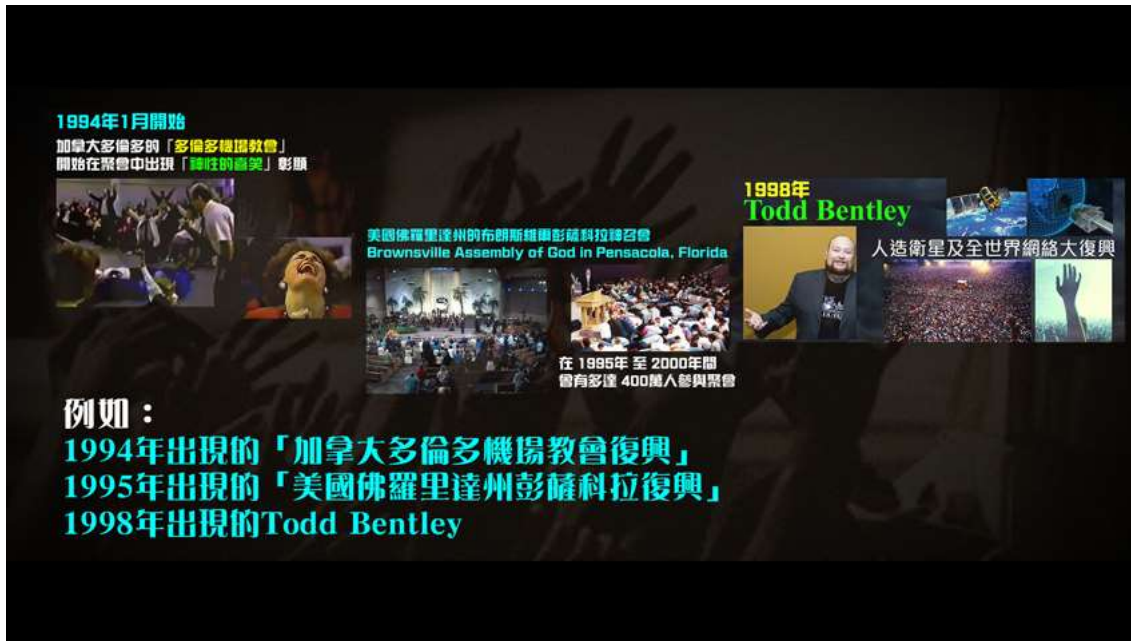 1994年1月開始
加拿大多倫多的「多倫多機場教會」
開始在聚會中出現「神性的喜笑」彰顯
美國佛羅里達州的布朗斯維爾彭薩科拉神召會
Brownsville Assembly of God in Pensacola, Florida
在 1995年 至 2000年間
曾有多達 400萬人參與聚會
1998年
Todd Bentley
人造衛星及全世界網絡大復興
例如：
1994年出現的「加拿大多倫多機場教會復興」
1995年出現的「美國佛羅里達州彭薩科拉復興」
1998年出現的Todd Bentley